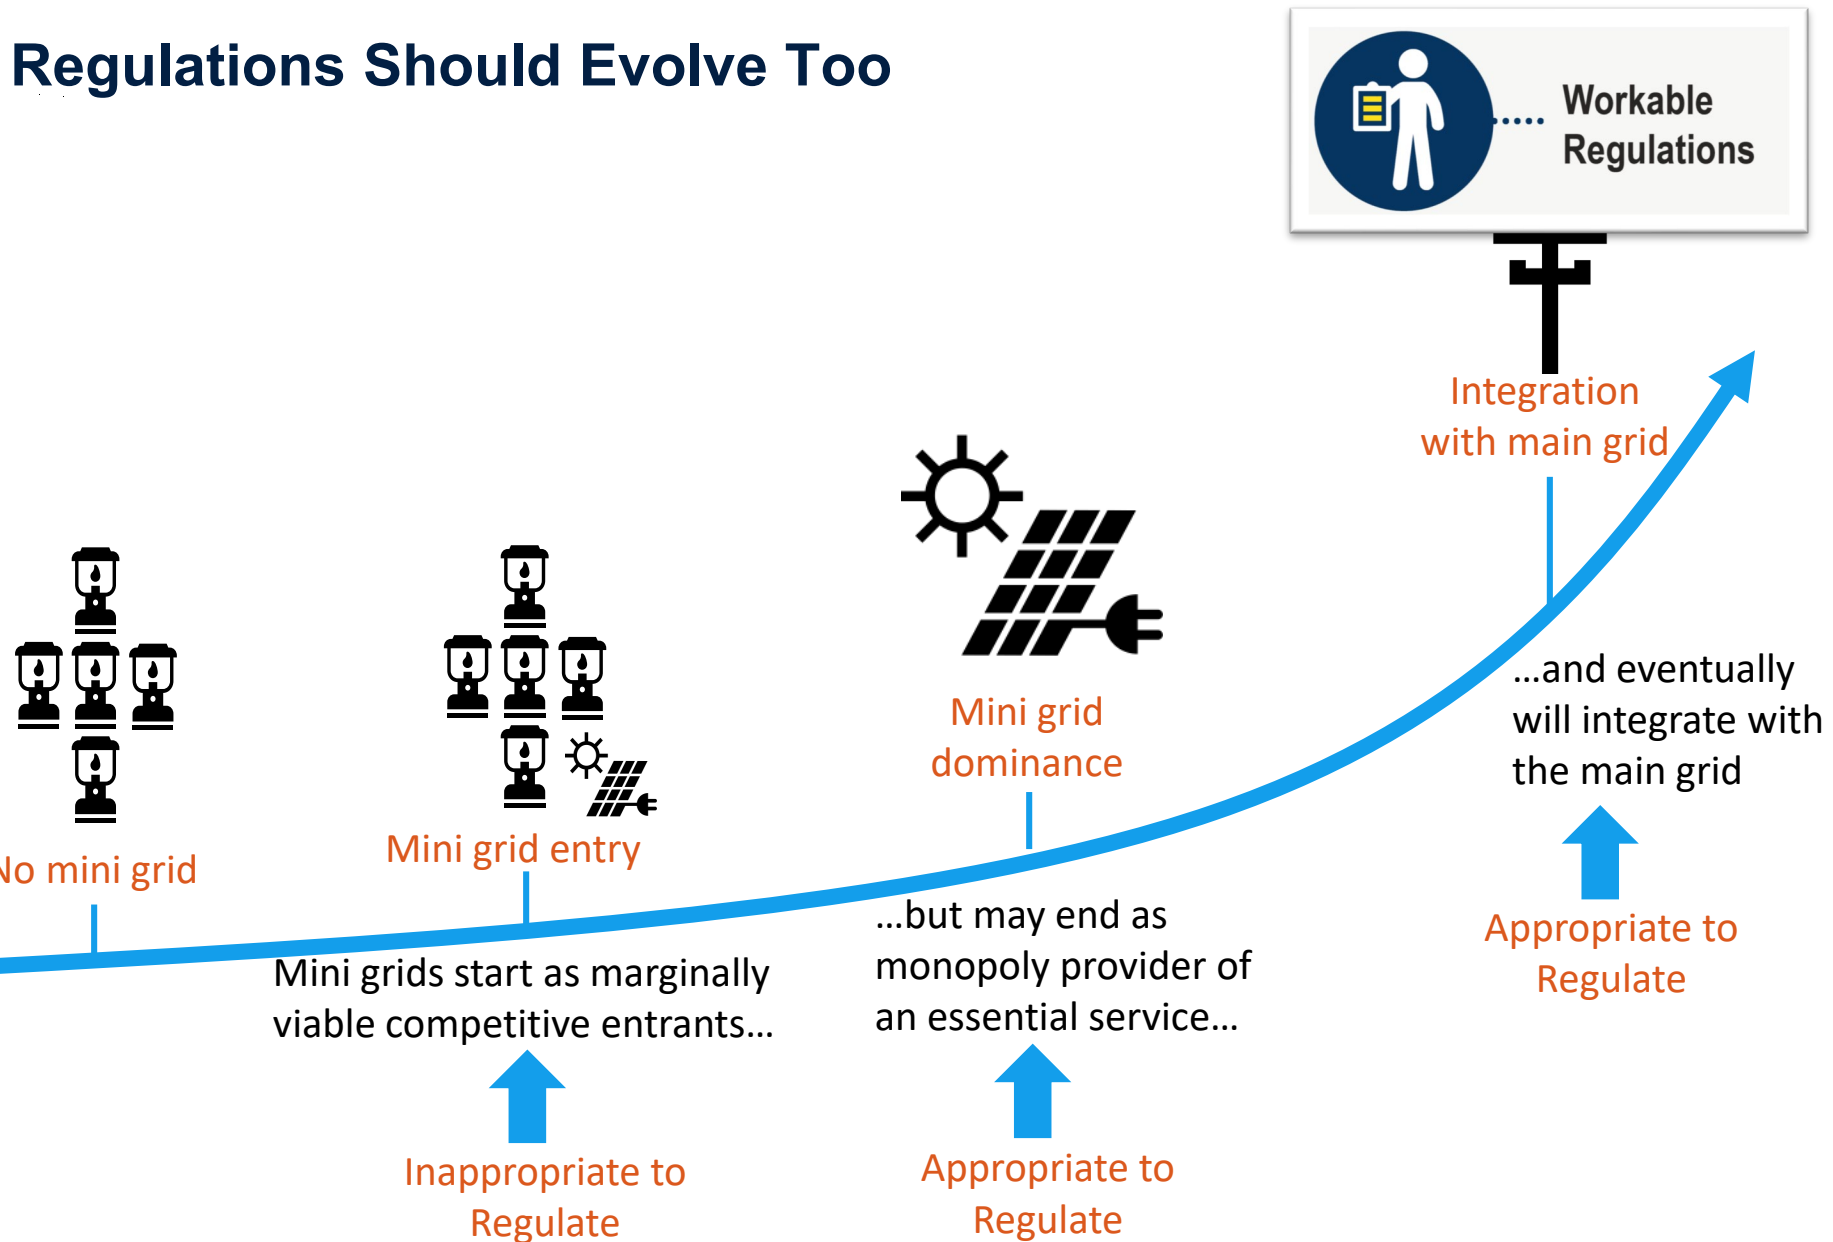 Regulations Should Evolve Too
Workable
Regulations
Integration
with main grid
Mini grid
dominance
Mini grid entry
No mini grid
…and eventually
will integrate with
the main grid
…but may end as
monopoly provider of
an essential service…
Mini grids start as marginally
viable competitive entrants…
Appropriate to
Regulate
Inappropriate to
Regulate
Appropriate to
Regulate